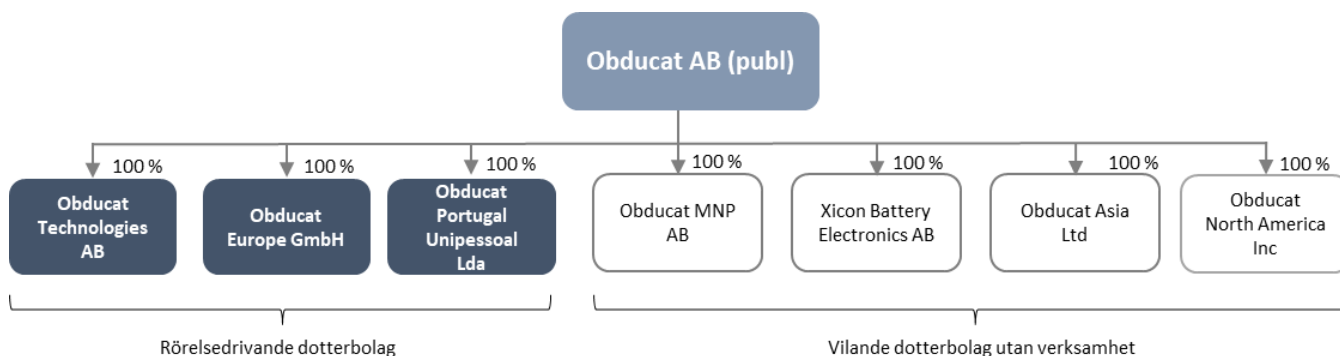 Obducat AB (publ)
100 %
100 %
100 %
100 %
100 %
100 %
100 %
Obducat
Technologies
AB
Obducat
Europe GmbH
Obducat
Portugal
Unipessoal
Lda
Obducat MNP
AB
Xicon Battery
Electronics AB
Obducat Asia
Ltd
Obducat
North America
Inc
Rörelsedrivande dotterbolag
Vilande dotterbolag utan verksamhet